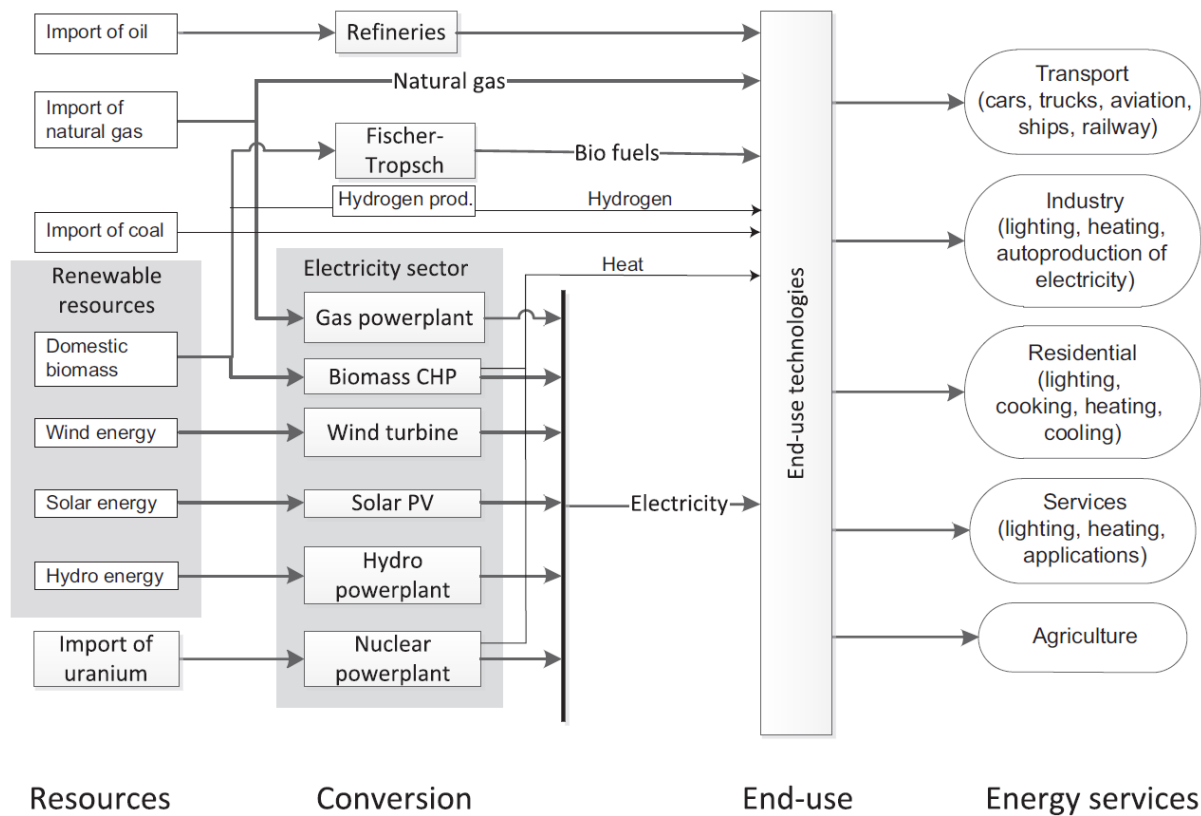 Import of oil
Refineries
Natural gas
Import of
natural gas
Fischer-
Tropsch
Bio fuels
Hydrogen prod.
Hydrogen
Import of coal
Renewable
resources
Electricity sector
Heat
Gas powerplant
Domestic
biomass
Biomass CHP
Wind energy
Wind turbine
Solar energy
Solar PV
Electricity
Hydro energy
Hydro
powerplant
Import of
uranium
Nuclear
powerplant
End-use technologies
Transport
(cars, trucks, aviation,
ships, railway)
Industry
(lighting, heating,
autoproduction of
electricity)
Residential
(lighting,
cooking, heating,
cooling)
Services
(lighting, heating,
applications)
Agriculture
Resources
Conversion
End-use
Energy services